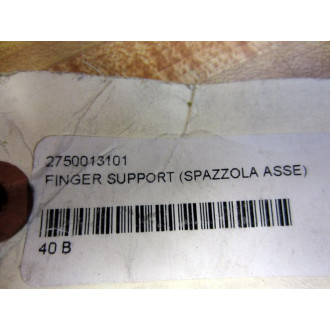 2750013101
FINGER SUPPORT (SPAZZOLA ASSE)
40 B